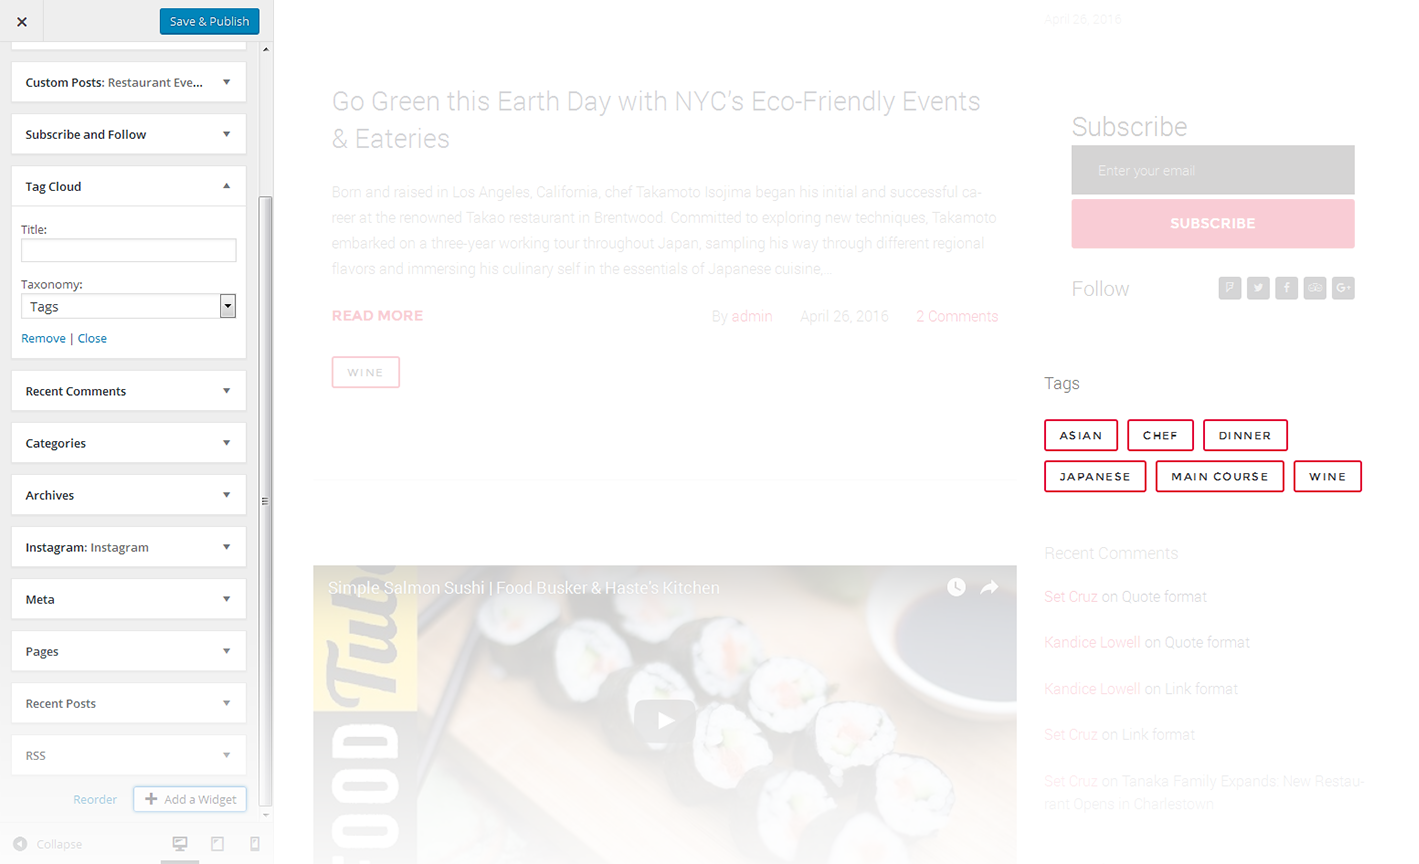 Save & Publish
Custom Posts: Restaurant Eve...
Subscribe and Follow
Tag Cloud
Title:
Taxonomy:
Tags
Remove | Close
Recent Comments
Categories
Archives
Instagram: Instagram
Meta
Pages
Recent Posts
RSS
Reorder
Add a Widget
Collapse
Go Green this Earth Day with NYC’s Eco-Friendly Events
& Eateries
Born and raised in Los Angeles, California, chef Takamoto Isojima began his initial and successful ca-
reer at the renowned Takao restaurant in Brentwood. Committed to exploring new techniques, Takamoto
embarked on a three-year working tour throughout Japan, sampling his way through different regional
flavors and immersing his culinary self in the essentials of Japanese cuisine,...
READ MORE
By admin
April 26, 2016
2 Comments
WINE
Simple Salmon Sushi | Food Busker & Haste's Kitchen
FOOD
Tube
April 26, 2016
Subscribe
Enter your email
SUBSCRIBE
Follow
Tags
ASIAN CHEF DINNER
JAPANESE MAIN COURSE WINE
Recent Comments
Set Cruz on Quote format
Kandice Lowell on Quote format
Kandice Lowell on Link format
Set Cruz on Link format
Set Cruz on Tanaka Family Expands: New Restau-
rant Opens in Charlestown